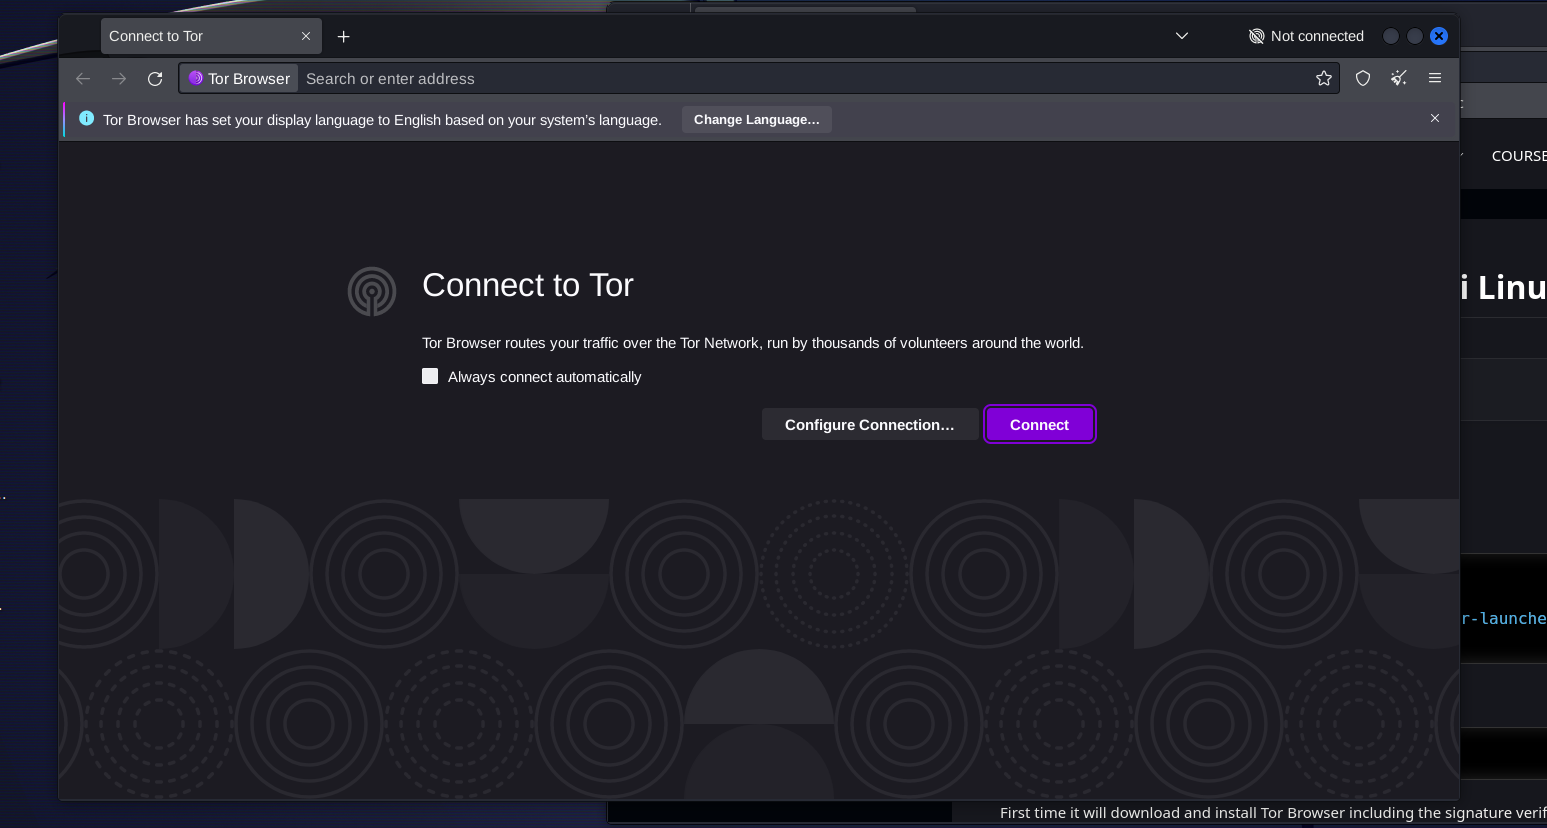 Connect to Tor
Not connected
Tor Browser
Search or enter address
Tor Browser has set your display language to English based on your system’s language.
Change Language…
COURSE
Connect to Tor
i Linu
Tor Browser routes your traffic over the Tor Network, run by thousands of volunteers around the world.
Always connect automatically
Configure Connection…
Connect
r-launche
First time it will download and install Tor Browser including the signature verif